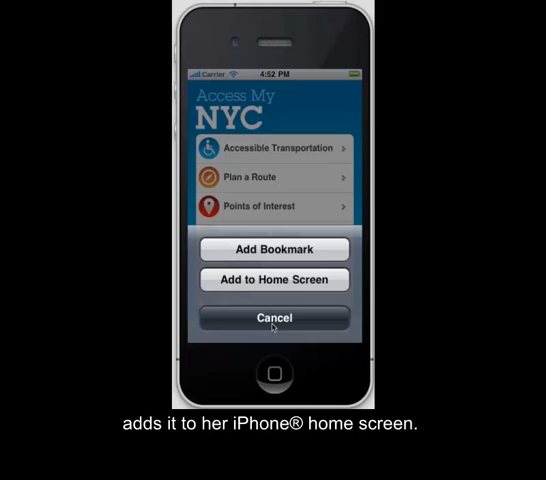 Carrier 4:52 PM
Access My
NYC
Accessible Transportation
Plan a Route
Points of Interest
Add Bookmark
Add to Home Screen
Cancel
adds it to her iPhone® home screen.